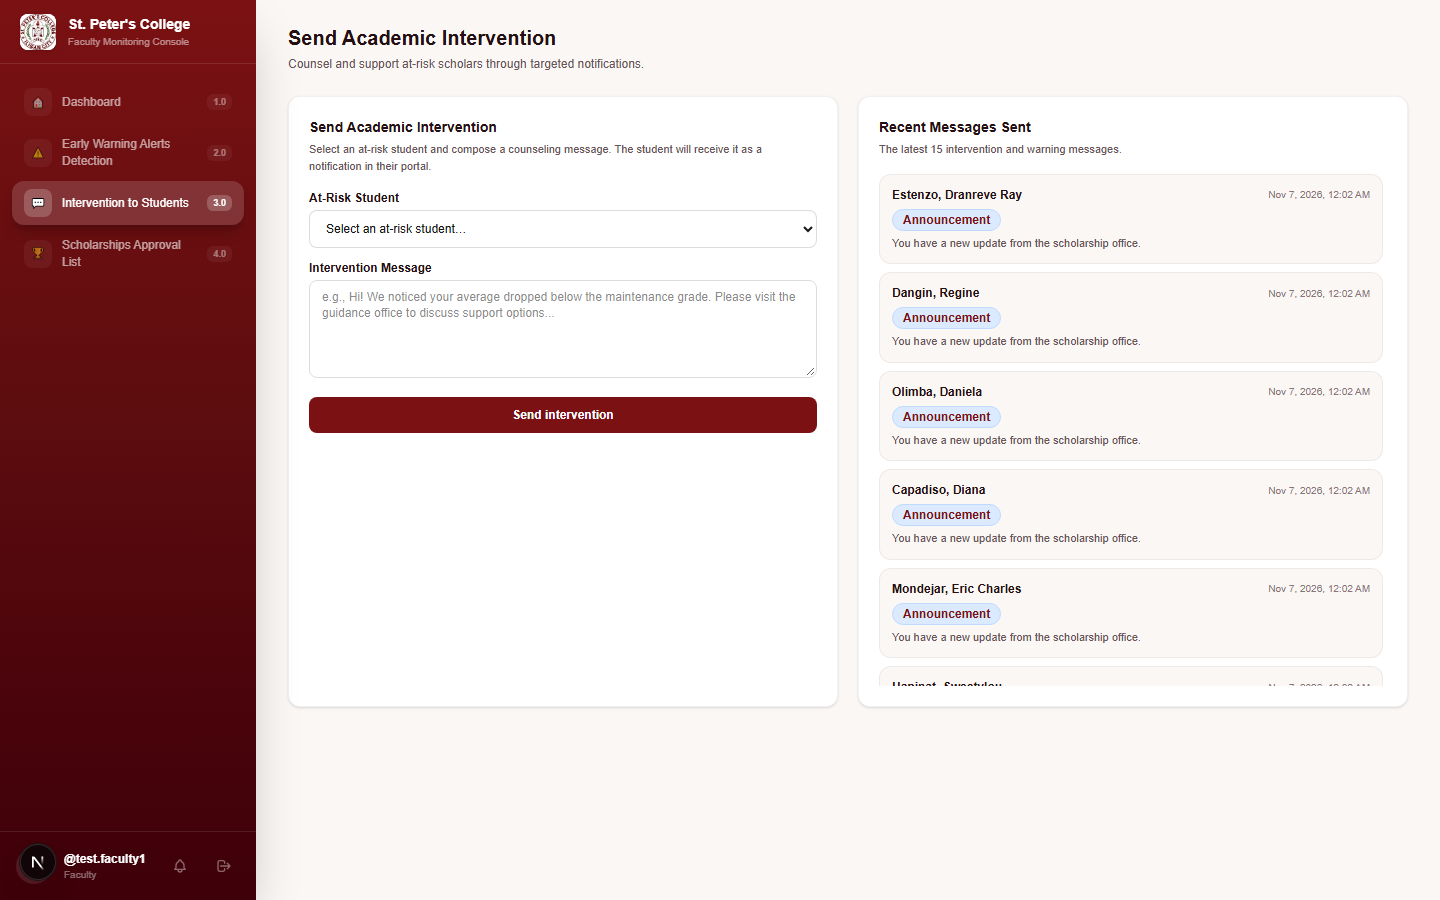 St. Peter's College
Faculty Monitoring Console
Dashboard
1.0
Early Warning Alerts
Detection
2.0
Intervention to Students
3.0
Scholarships Approval
List
4.0
@test.faculty1
Faculty
Send Academic Intervention
Counsel and support at-risk scholars through targeted notifications.
Send Academic Intervention
Select an at-risk student and compose a counseling message. The student will receive it as a
notification in their portal.
At-Risk Student
Select an at-risk student...
Intervention Message
e.g., Hi! We noticed your average dropped below the maintenance grade. Please visit the
guidance office to discuss support options...
Send intervention
Recent Messages Sent
The latest 15 intervention and warning messages.
Estenzo, Dranreve Ray
Nov 7, 2026, 12:02 AM
Announcement
You have a new update from the scholarship office.
Dangin, Regine
Nov 7, 2026, 12:02 AM
Announcement
You have a new update from the scholarship office.
Olimba, Daniela
Nov 7, 2026, 12:02 AM
Announcement
You have a new update from the scholarship office.
Capadiso, Diana
Nov 7, 2026, 12:02 AM
Announcement
You have a new update from the scholarship office.
Mondejar, Eric Charles
Nov 7, 2026, 12:02 AM
Announcement
You have a new update from the scholarship office.